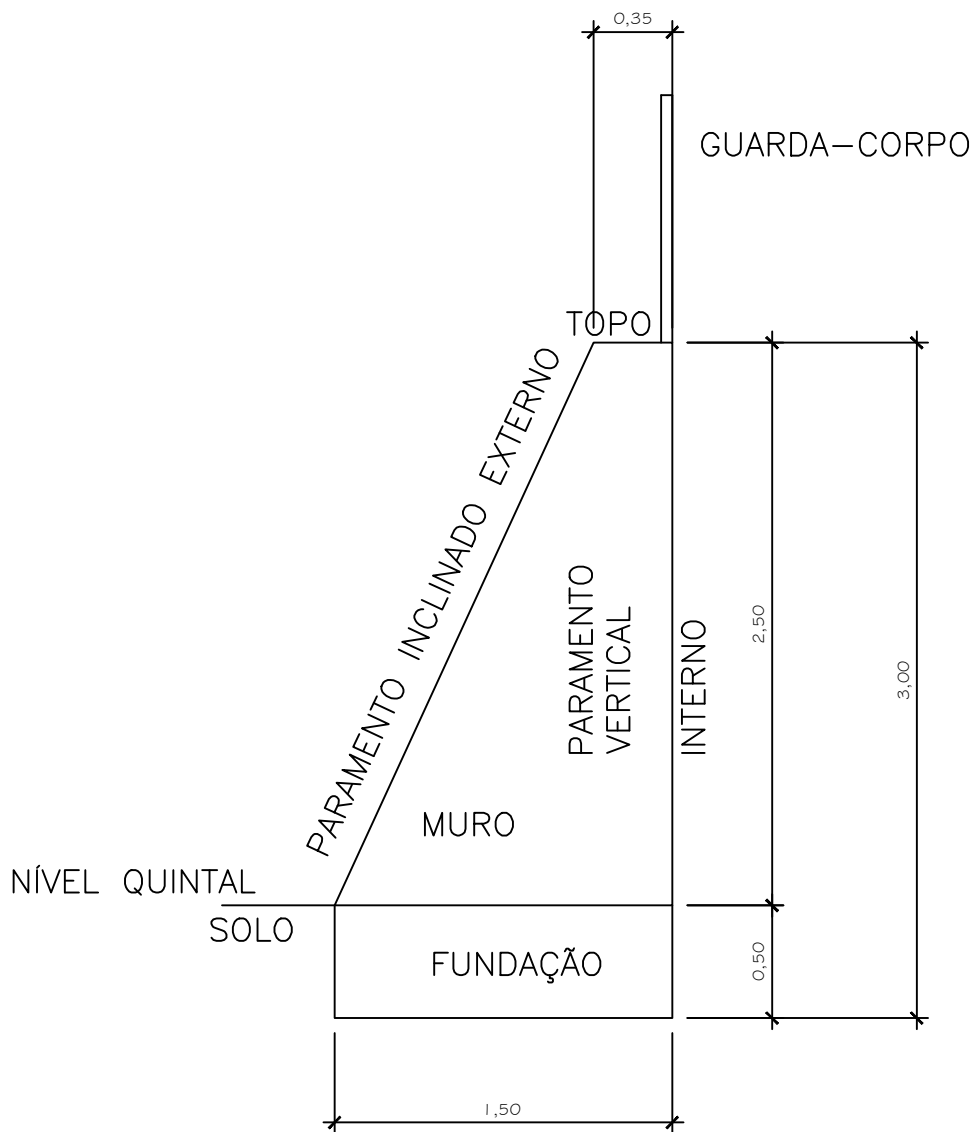 0,35
GUARDA-CORPO
TOPO
PARAMENTO INCLINADO EXTERNO
PARAMENTO
VERTICAL
INTERNO
2,50
3,00
MURO
NÍVEL QUINTAL
SOLO
FUNDAÇÃO
0,50
1,50